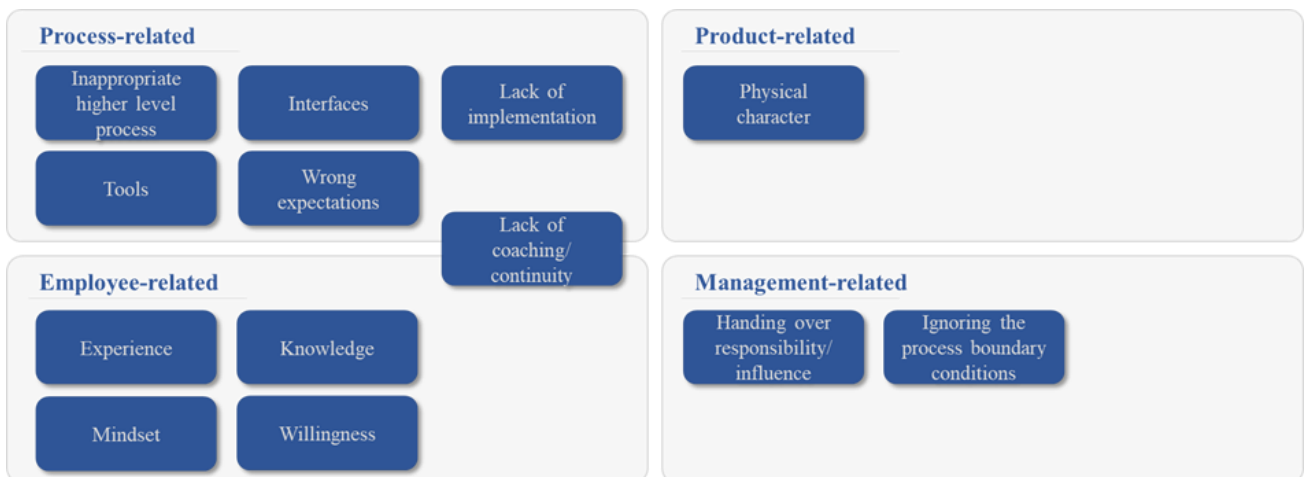 Process-related
Inappropriate
higher level
process
Interfaces
Lack of
implementation
Tools
Wrong
expectations
Lack of
coaching/
continuity
Product-related
Physical
character
Employee-related
Experience
Knowledge
Mindset
Willingness
Management-related
Handing over
responsibility/
influence
Ignoring the
process boundary
conditions